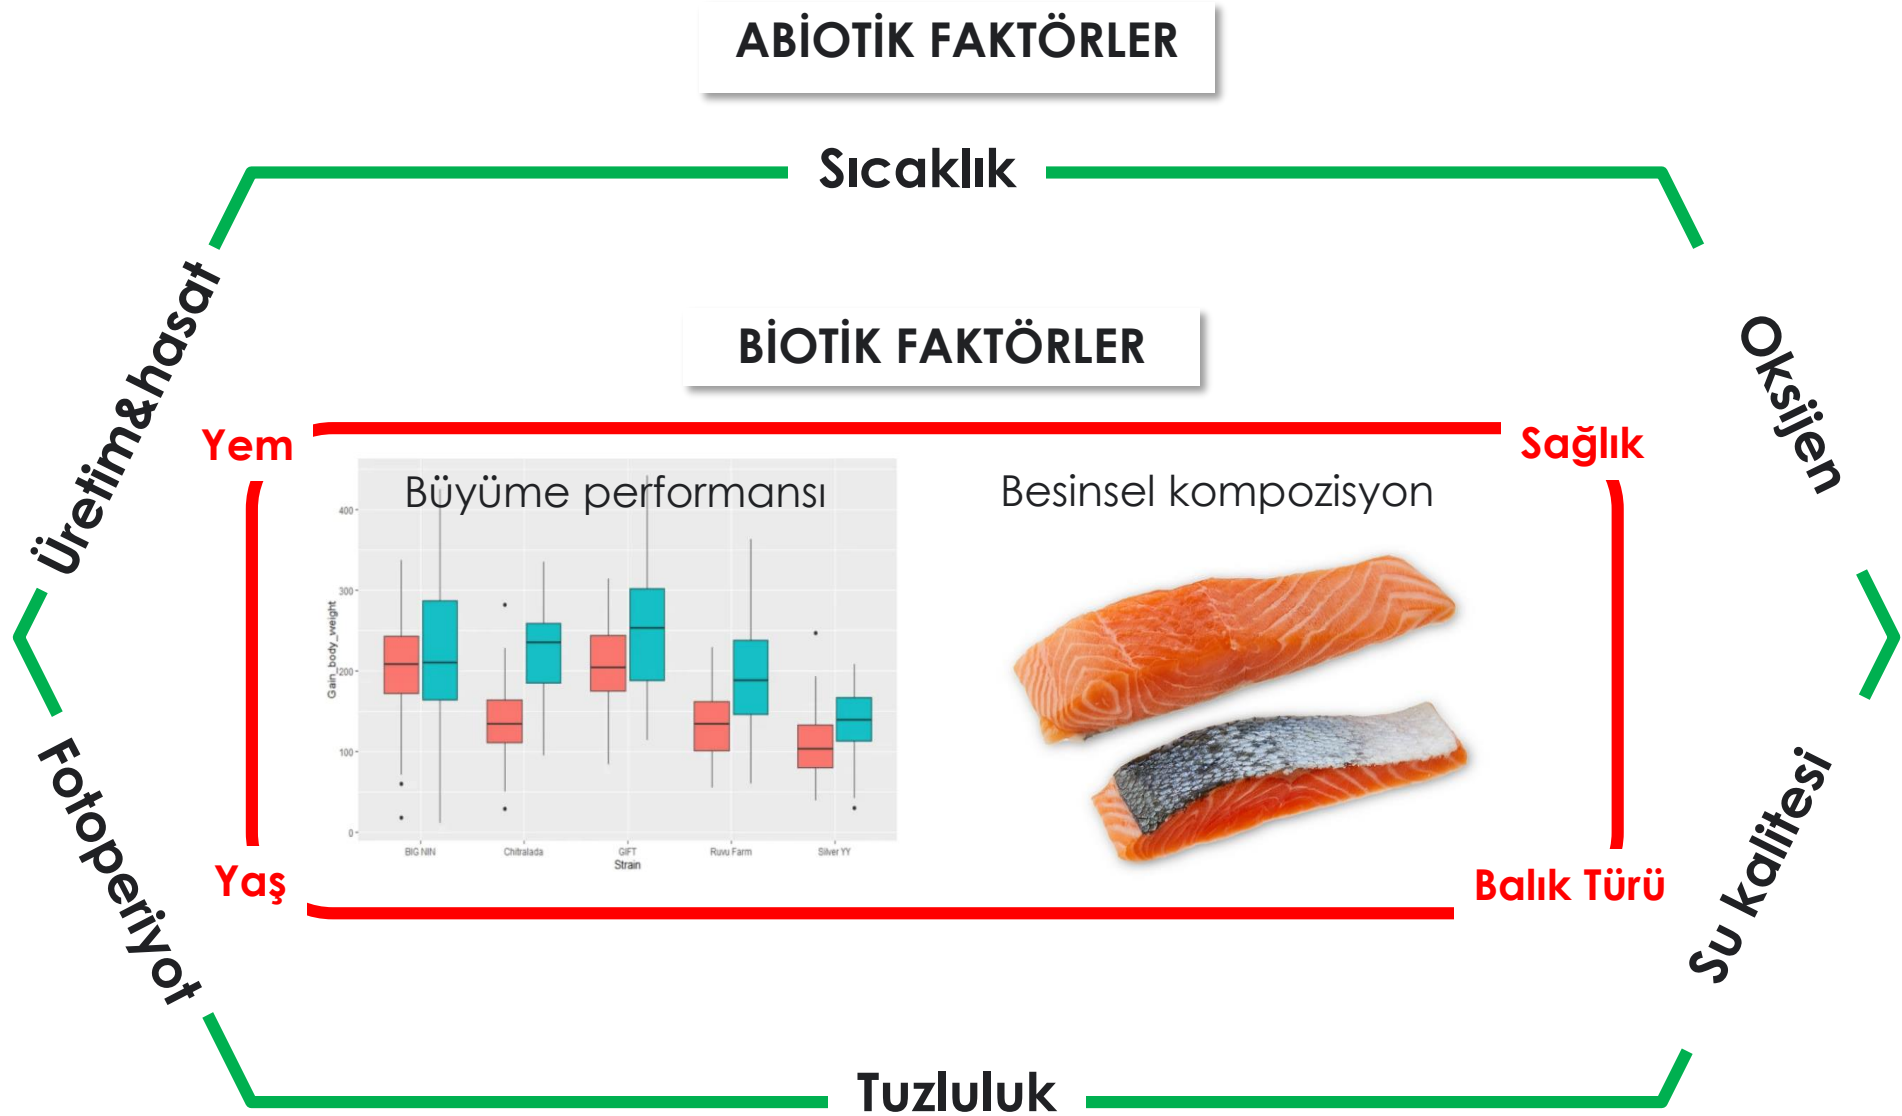 ABİOTİK FAKTÖRLER
Sıcaklık
Üretim&hasat
Oksijen
BİOTİK FAKTÖRLER
Yem
Sağlık
Büyüme performansı
Besinsel kompozisyon
Gain_body_weight
400
300
200
100
0
BIG NIN
Chitralada
GIFT
Ruvu Farm
Silver YY
Strain
Yaş
Balık Türü
Fotoperiyot
Su kalitesi
Tuzluluk